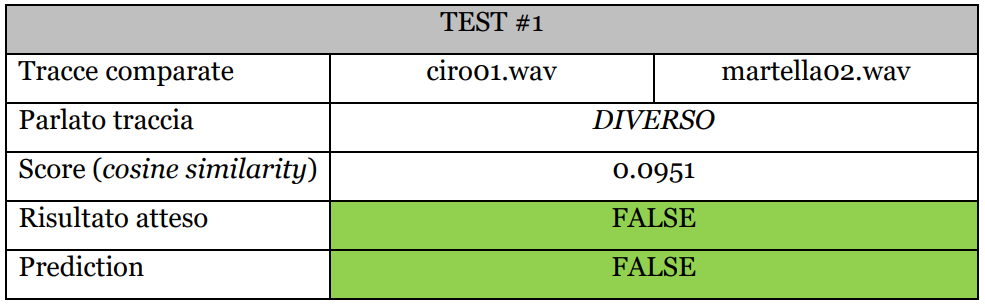 TEST #1
Tracce comparate ciro01.wav martella02.wav
Parlato traccia DIVERSO
Score (cosine similarity) 0.0951
Risultato atteso FALSE
Prediction FALSE